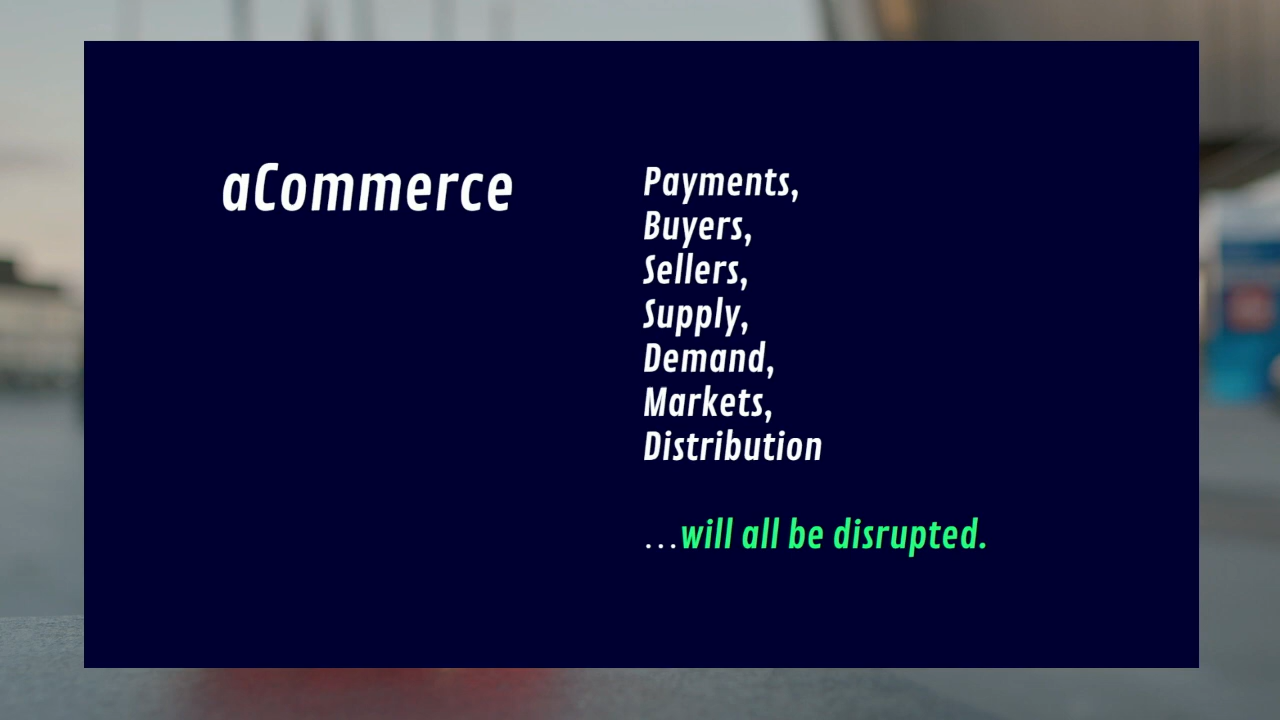 aCommerce
Payments,
Buyers,
Sellers,
Supply,
Demand,
Markets,
Distribution
...will all be disrupted.